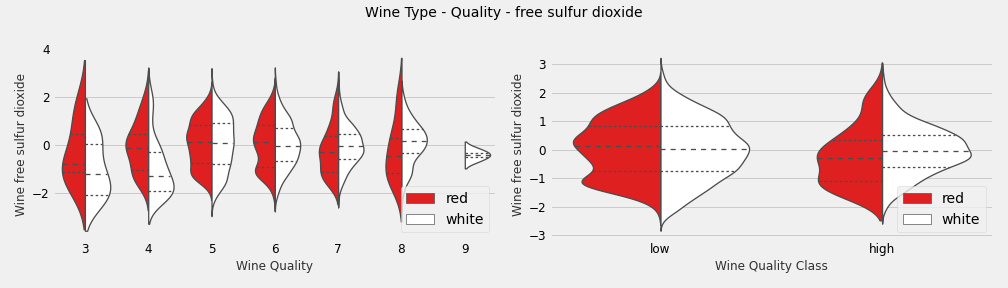 Wine Type - Quality - free sulfur dioxide
Wine free sulfur dioxide
4
2
0
−2
3 4 5 6 7 8 9
Wine Quality
red
white
Wine free sulfur dioxide
3
2
1
0
−1
−2
−3
low high
Wine Quality Class
red
white